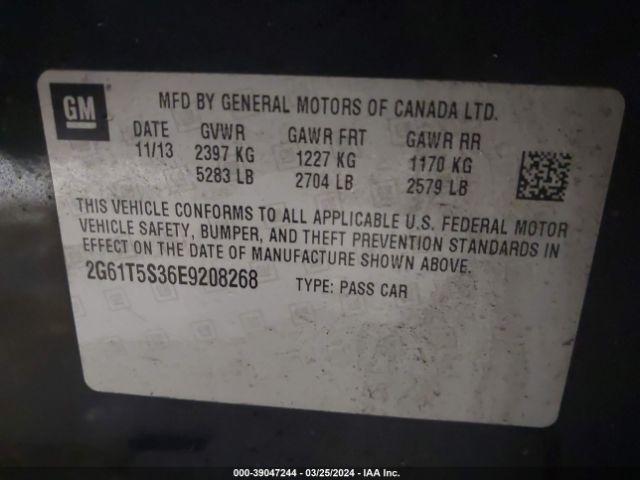 GM
MFD BY GENERAL MOTORS OF CANADA LTD.
DATE GVWR GAWR FRT GAWR RR
11/13 2397 KG 1227 KG 1170 KG
5283 LB 2704 LB 2579 LB
THIS VEHICLE CONFORMS TO ALL APPLICABLE U.S. FEDERAL MOTOR
VEHICLE SAFETY, BUMPER, AND THEFT PREVENTION STANDARDS IN
EFFECT ON THE DATE OF MANUFACTURE SHOWN ABOVE.
2G61T5S36E9208268 TYPE: PASS CAR
000-39047244 - 03/25/2024 - IAA Inc.